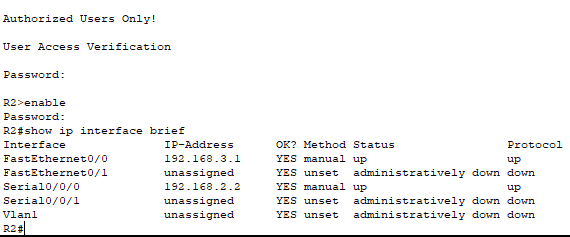 Authorized Users Only!
User Access Verification
Password:
R2>enable
Password:
R2#show ip interface brief
Interface IP-Address OK? Method Status Protocol
FastEthernet0/0 192.168.3.1 YES manual up up
FastEthernet0/1 unassigned YES unset administratively down down
Serial0/0/0 192.168.2.2 YES manual up up
Serial0/0/1 unassigned YES unset administratively down down
Vlan1 unassigned YES unset administratively down down
R2#